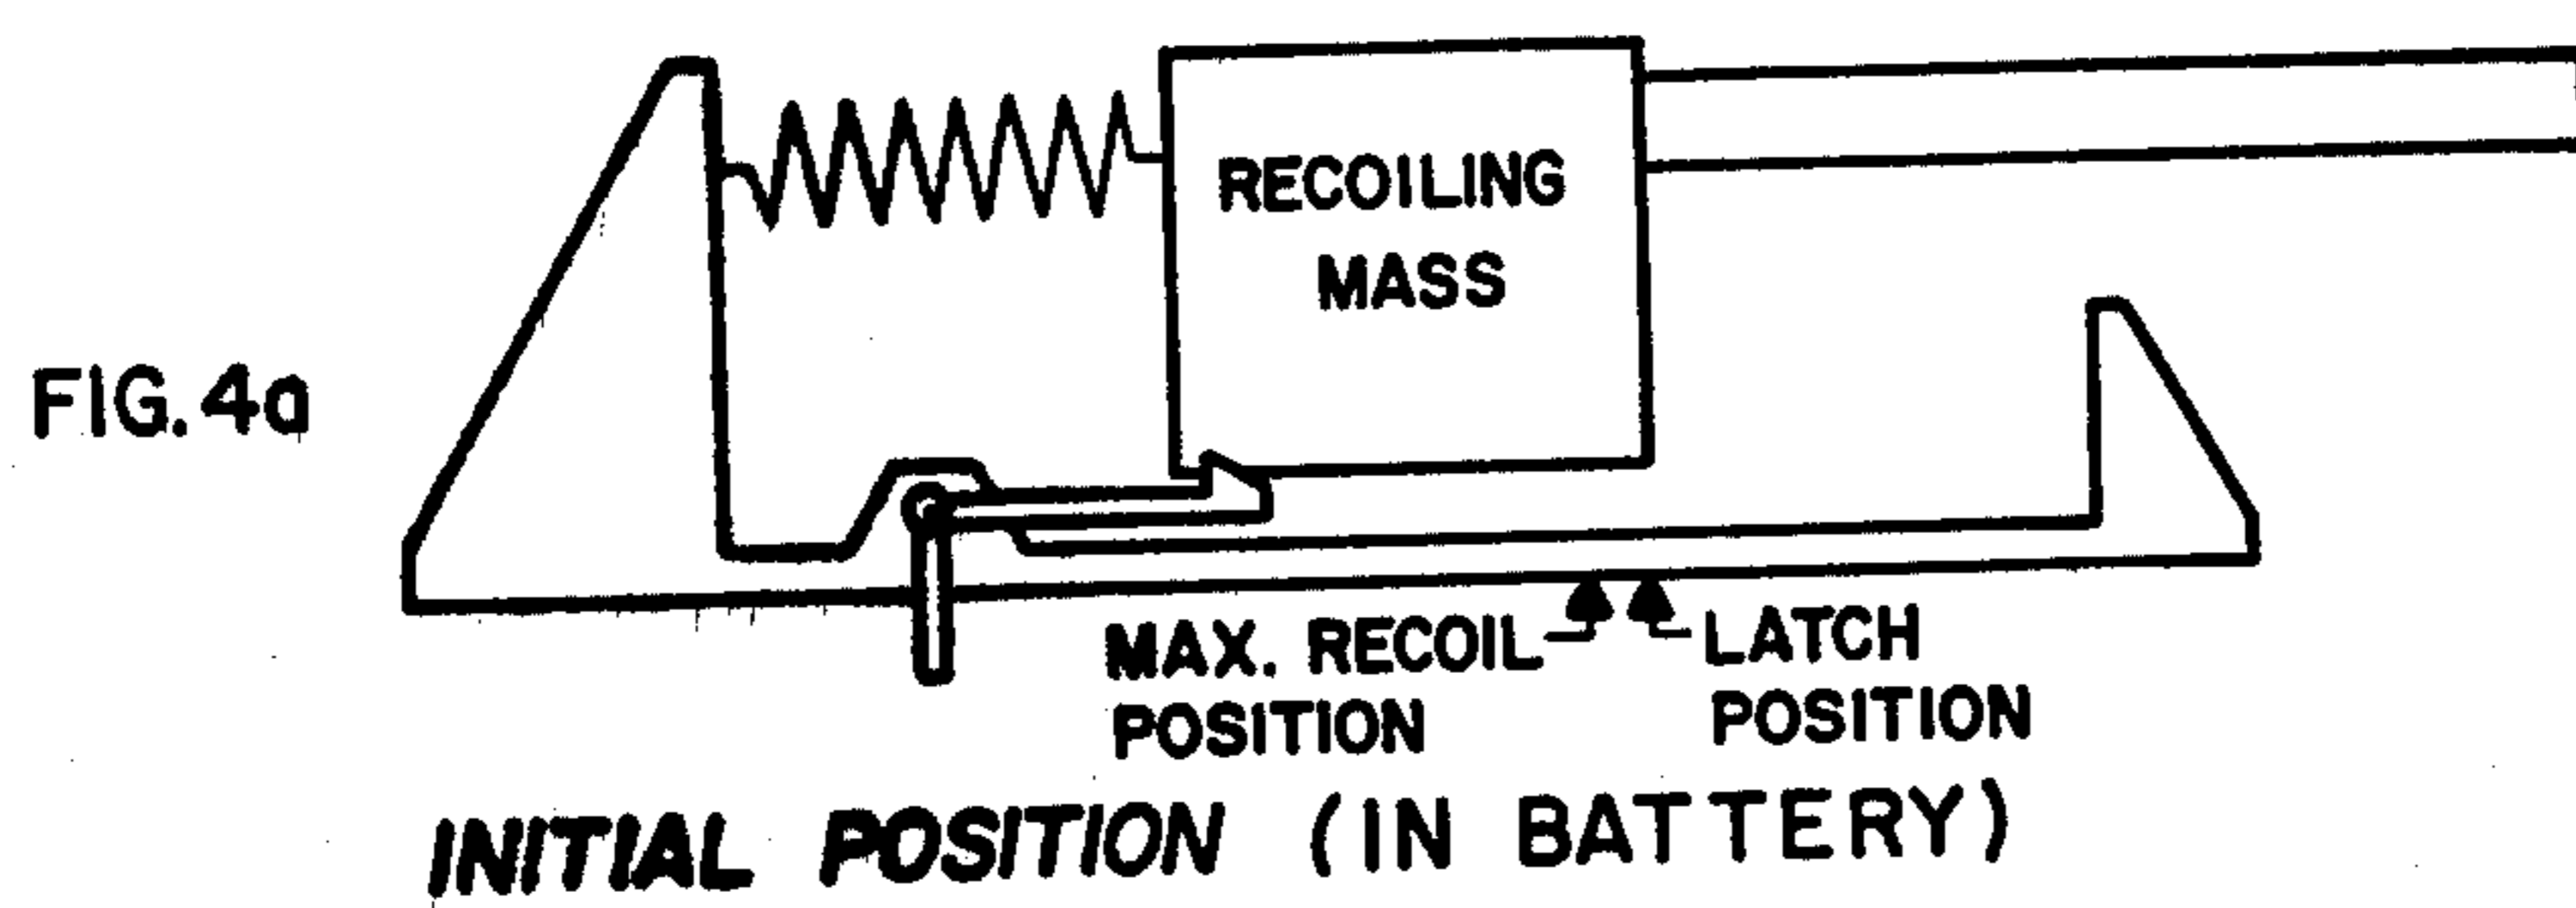 RECOILING
MASS
FIG. 4a
MAX. RECOIL
POSITION
LATCH
POSITION
INITIAL POSITION (IN BATTERY)